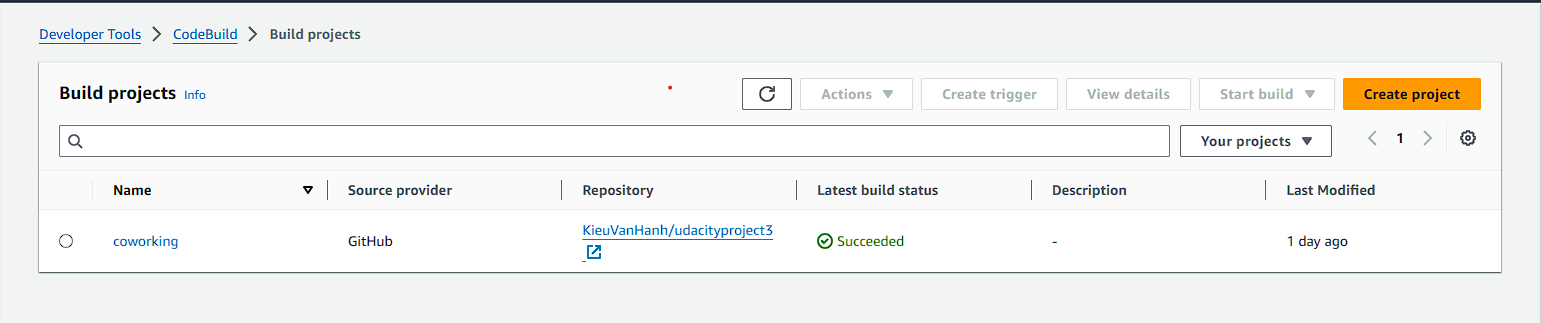 Developer Tools > CodeBuild > Build projects
Build projects Info
Actions Create trigger View details Start build Create project
Your projects 1
Name Source provider Repository Latest build status Description Last Modified
coworking GitHub KieuVanHanh/udacityproject3 Succeeded - 1 day ago